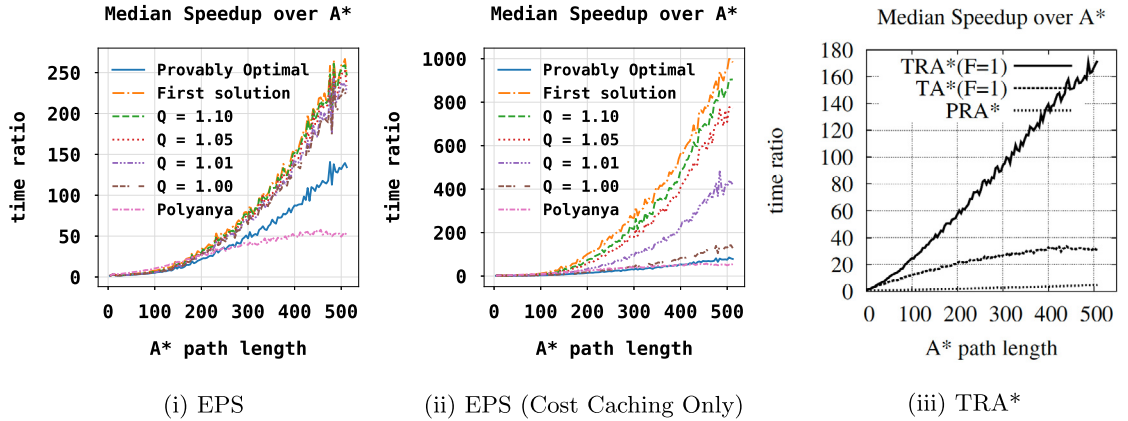 Median Speedup over A*
time ratio
250
200
150
100
50
0
Provably Optimal
First solution
Q = 1.10
Q = 1.05
Q = 1.01
Q = 1.00
Polyanya
0 100 200 300 400 500
A* path length
(i) EPS
Median Speedup over A*
time ratio
1000
800
600
400
200
0
Provably Optimal
First solution
Q = 1.10
Q = 1.05
Q = 1.01
Q = 1.00
Polyanya
0 100 200 300 400 500
A* path length
(ii) EPS (Cost Caching Only)
Median Speedup over A*
time ratio
180
160
140
120
100
80
60
40
20
0
TRA*(F=1)
TA*(F=1)
PRA*
0 100 200 300 400 500
A* path length
(iii) TRA*